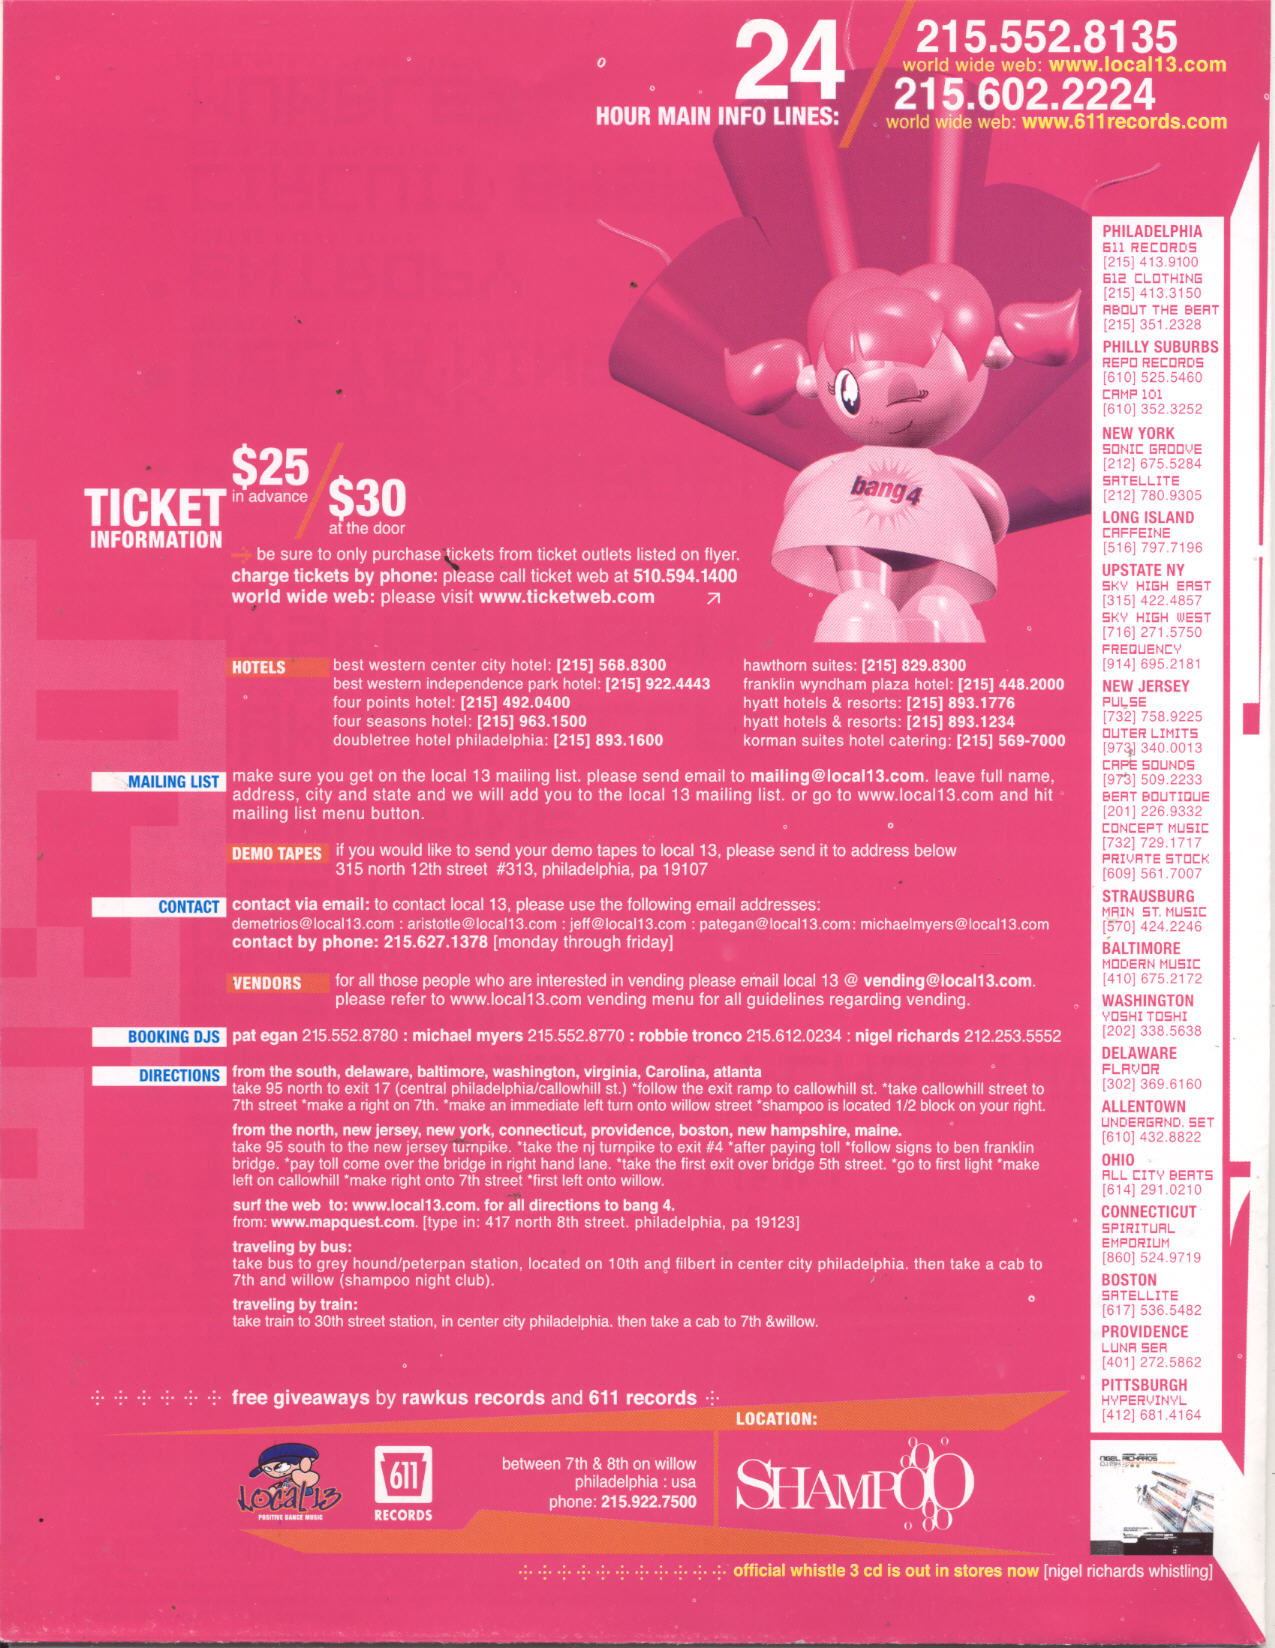 24
HOUR MAIN INFO LINES:
215.552.8135
world wide web: www.local13.com
215.602.2224
world wide web: www.611records.com
bang4
TICKET
INFORMATION
$25
in advance
$30
at the door
be sure to only purchase tickets from ticket outlets listed on flyer.
charge tickets by phone: please call ticket web at 510.594.1400
world wide web: please visit www.ticketweb.com
HOTELS
best western center city hotel: [215] 568.8300
best western independence park hotel: [215] 922.4443
four points hotel: [215] 492.0400
four seasons hotel: [215] 963.1500
doubletree hotel philadelphia: [215] 893.1600
hawthorn suites: [215] 829.8300
franklin wyndham plaza hotel: [215] 448.2000
hyatt hotels & resorts: [215] 893.1776
hyatt hotels & resorts: [215] 893.1234
korman suites hotel catering: [215] 569-7000
MAILING LIST
make sure you get on the local 13 mailing list. please send email to mailing@local13.com. leave full name,
address, city and state and we will add you to the local 13 mailing list. or go to www.local13.com and hit
mailing list menu button.
DEMO TAPES
if you would like to send your demo tapes to local 13, please send it to address below
315 north 12th street #313, philadelphia, pa 19107
CONTACT
contact via email: to contact local 13, please use the following email addresses:
demetrios@local13.com : aristotle@local13.com : jeff@local13.com : pategan@local13.com: michaelmyers@local13.com
contact by phone: 215.627.1378 [monday through friday]
VENDORS
for all those people who are interested in vending please email local 13 @ vending@local13.com.
please refer to www.local13.com vending menu for all guidelines regarding vending.
BOOKING DJS
pat egan 215.552.8780 : michael myers 215.552.8770 : robbie tronco 215.612.0234 : nigel richards 212.253.5552
DIRECTIONS
from the south, delaware, baltimore, washington, virginia, Carolina, atlanta
take 95 north to exit 17 (central philadelphia/callowhill st.) *follow the exit ramp to callowhill st. *take callowhill street to
7th street *make a right on 7th. *make an immediate left turn onto willow street *shampoo is located 1/2 block on your right.
from the north, new jersey, new york, connecticut, providence, boston, new hampshire, maine.
take 95 south to the new jersey turnpike. *take the nj turnpike to exit #4 *after paying toll *follow signs to ben franklin
bridge. *pay toll come over the bridge in right hand lane. *take the first exit over bridge 5th street. *go to first light *make
left on callowhill *make right onto 7th street *first left onto willow.
surf the web to: www.local13.com. for all directions to bang 4.
from: www.mapquest.com. [type in: 417 north 8th street. philadelphia, pa 19123]
traveling by bus:
take bus to grey hound/peterpan station, located on 10th and filbert in center city philadelphia. then take a cab to
7th and willow (shampoo night club).
traveling by train:
take train to 30th street station, in center city philadelphia. then take a cab to 7th &willow.
free giveaways by rawkus records and 611 records
LOCATION:
LOCAL 13
POSITIVE DANCE MUSIC
611
RECORDS
between 7th & 8th on willow
philadelphia : usa
phone: 215.922.7500
SHAMPOO
official whistle 3 cd is out in stores now [nigel richards whistling]
PHILADELPHIA
611 RECORDS
[215] 413.9100
612 CLOTHING
[215] 413.3150
ABOUT THE BEAT
[215] 351.2328
PHILLY SUBURBS
REPO RECORDS
[610] 525.5460
CAMP 101
[610] 352.3252
NEW YORK
SONIC GROOVE
[212] 675.5284
SATELLITE
[212] 780.9305
LONG ISLAND
CAFFEINE
[516] 797.7196
UPSTATE NY
SKY HIGH EAST
[315] 422.4857
SKY HIGH WEST
[716] 271.5750
FREQUENCY
[914] 695.2181
NEW JERSEY
PULSE
[732] 758.9225
OUTER LIMITS
[973] 340.0013
CAPE SOUNDS
[973] 509.2233
BEAT BOUTIQUE
[201] 226.9332
CONCEPT MUSIC
[732] 729.1717
PRIVATE STOCK
[609] 561.7007
STRAUSBURG
MAIN ST. MUSIC
[570] 424.2246
BALTIMORE
MODERN MUSIC
[410] 675.2172
WASHINGTON
YOSHI TOSHI
[202] 338.5638
DELAWARE
FLAVOR
[302] 369.6160
ALLENTOWN
UNDERGRND. SET
[610] 432.8822
OHIO
ALL CITY BEATS
[614] 291.0210
CONNECTICUT
SPIRITUAL
EMPORIUM
[860] 524.9719
BOSTON
SATELLITE
[617] 536.5482
PROVIDENCE
LUNA SEA
[401] 272.5862
PITTSBURGH
HYPERVINYL
[412] 681.4164
NIGEL RICHARDS